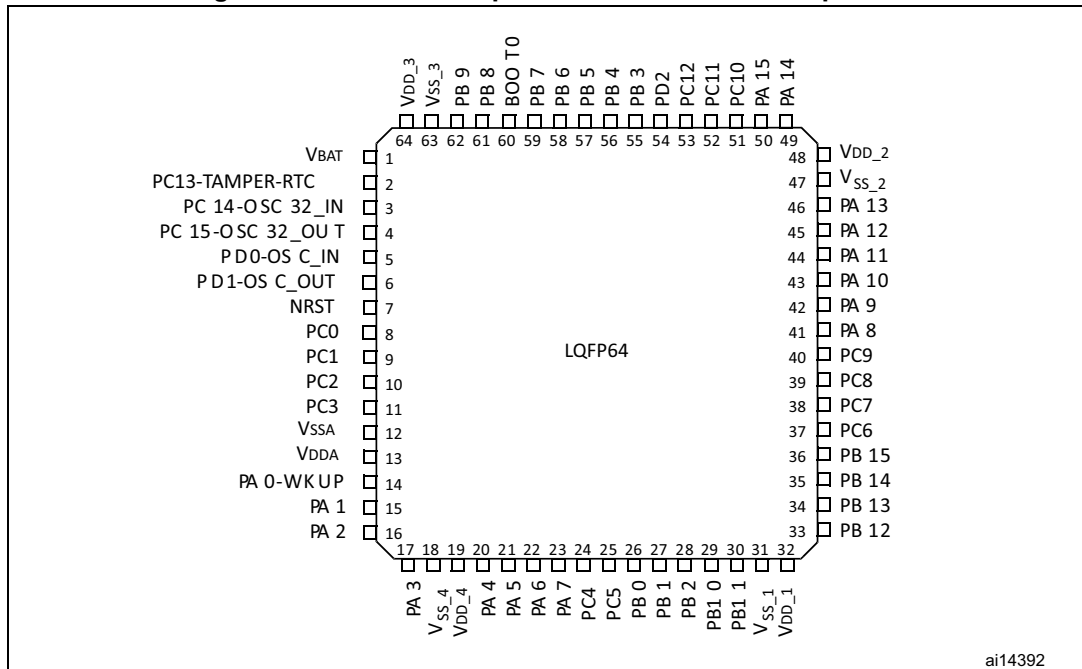 VDD_3
VSS_3
PB 9
PB 8
BOO T0
PB 7
PB 6
PB 5
PB 4
PB 3
PD2
PC12
PC11
PC10
PA 15
PA 14
64 63 62 61 60 59 58 57 56 55 54 53 52 51 50 49
VBAT 1
PC13-TAMPER-RTC 2
PC 14-OSC 32_IN 3
PC 15-O SC 32_OU T 4
P D0-OS C_IN 5
P D1-OS C_OUT 6
NRST 7
PC0 8
PC1 9
PC2 10
PC3 11
VSSA 12
VDDA 13
PA 0-WK UP 14
PA 1 15
PA 2 16
LQFP64
48 VDD_2
47 VSS_2
46 PA 13
45 PA 12
44 PA 11
43 PA 10
42 PA 9
41 PA 8
40 PC9
39 PC8
38 PC7
37 PC6
36 PB 15
35 PB 14
34 PB 13
33 PB 12
17 18 19 20 21 22 23 24 25 26 27 28 29 30 31 32
PA 3
VSS_4
VDD_4
PA 4
PA 5
PA 6
PA 7
PC4
PC5
PB 0
PB 1
PB 2
PB1 0
PB1 1
VSS_1
VDD_1
ai14392